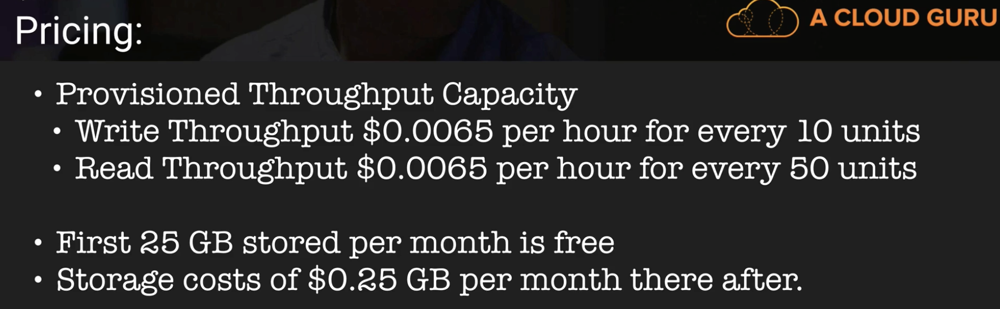 Pricing:
A CLOUD GURU
• Provisioned Throughput Capacity
• Write Throughput $0.0065 per hour for every 10 units
• Read Throughput $0.0065 per hour for every 50 units
• First 25 GB stored per month is free
• Storage costs of $0.25 GB per month there after.